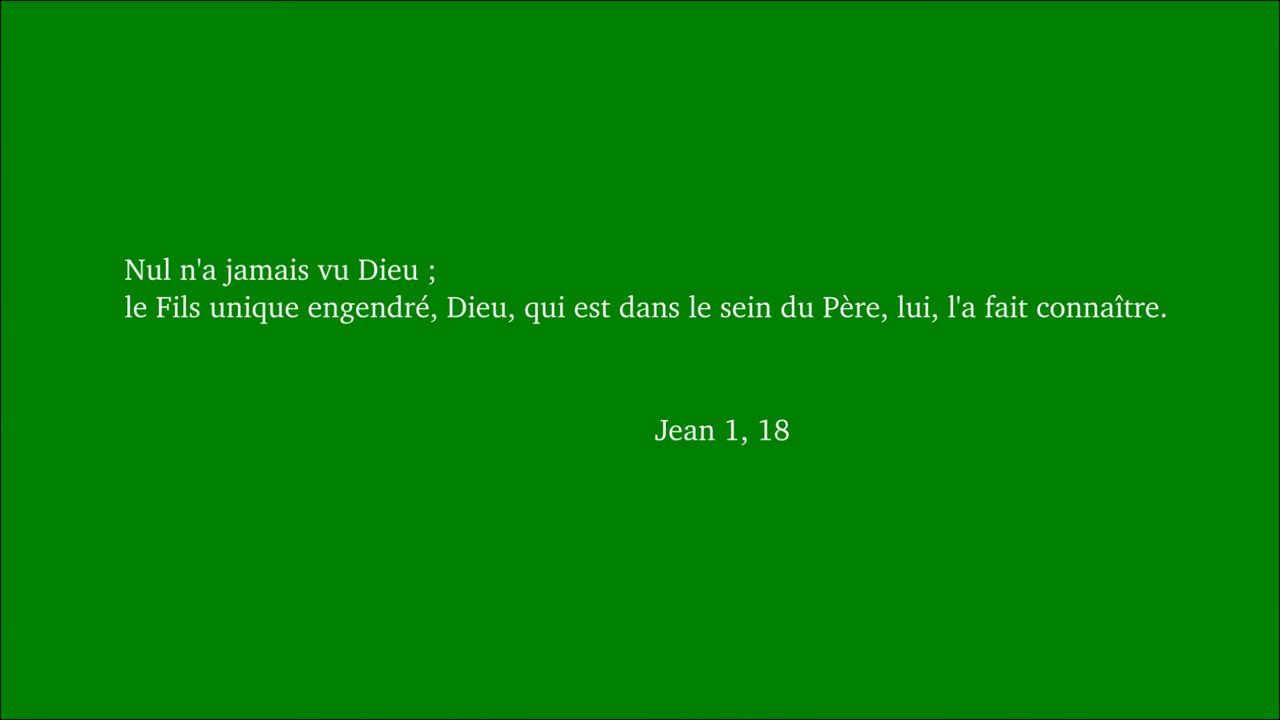 Nul n'a jamais vu Dieu ;
le Fils unique engendré, Dieu, qui est dans le sein du Père, lui, l'a fait connaître.
Jean 1, 18